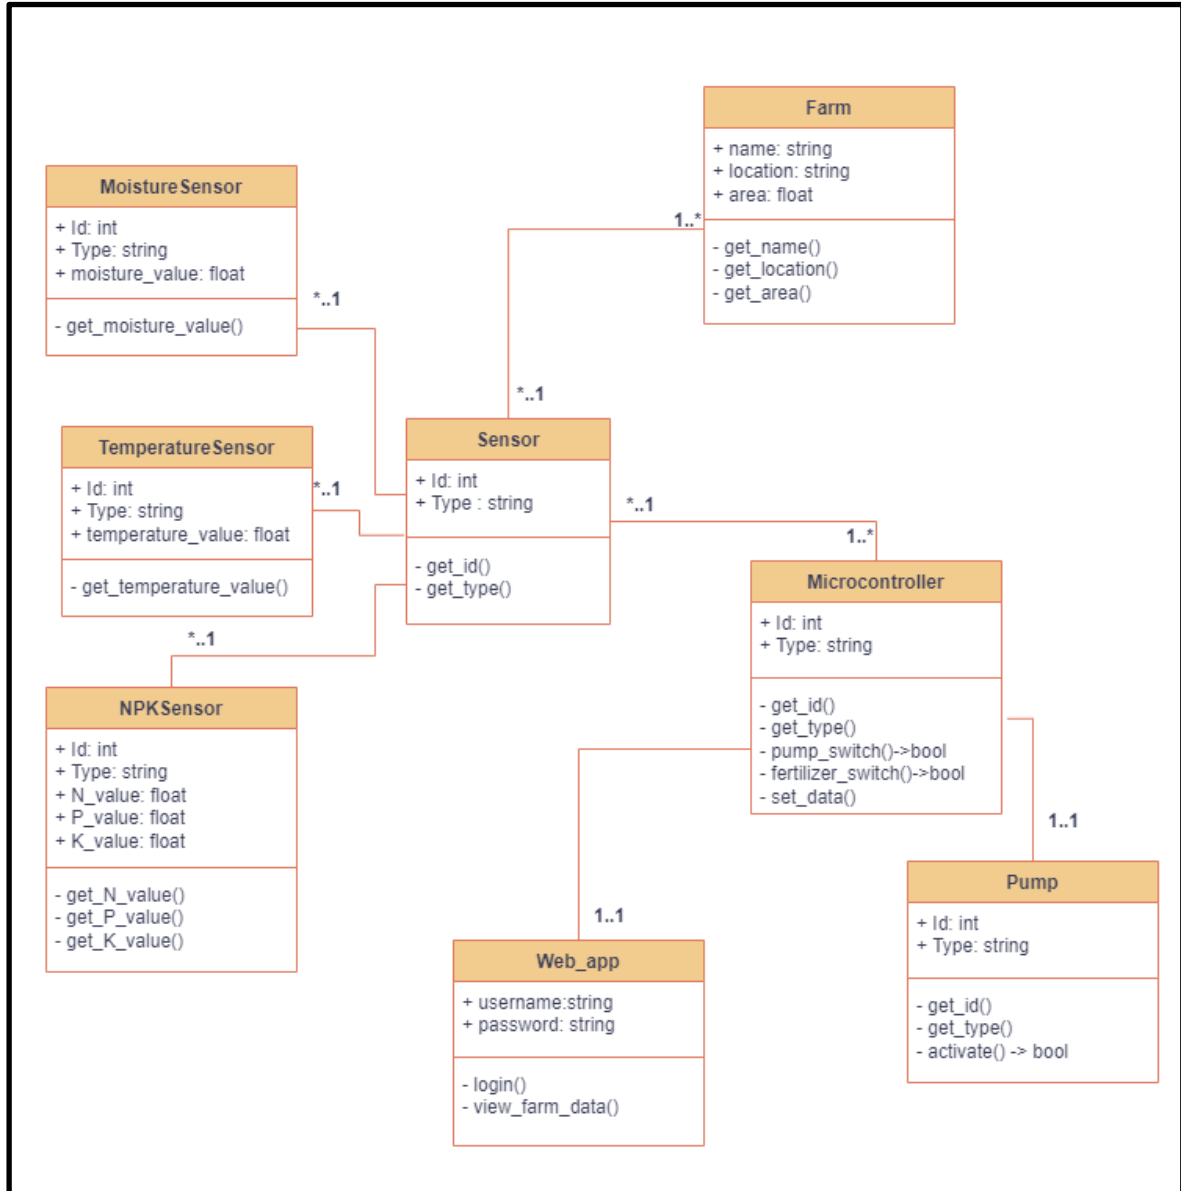 Farm
+ name: string
+ location: string
+ area: float
- get_name()
- get_location()
- get_area()
1..*
*..1
MoistureSensor
+ Id: int
+ Type: string
+ moisture_value: float
- get_moisture_value()
*..1
TemperatureSensor
+ Id: int
+ Type: string
+ temperature_value: float
- get_temperature_value()
*..1
Sensor
+ Id: int
+ Type : string
- get_id()
- get_type()
*..1
1..*
Microcontroller
+ Id: int
+ Type: string
- get_id()
- get_type()
- pump_switch()->bool
- fertilizer_switch()->bool
- set_data()
*..1
NPKSensor
+ Id: int
+ Type: string
+ N_value: float
+ P_value: float
+ K_value: float
- get_N_value()
- get_P_value()
- get_K_value()
1..1
Web_app
+ username:string
+ password: string
- login()
- view_farm_data()
1..1
Pump
+ Id: int
+ Type: string
- get_id()
- get_type()
- activate() -> bool